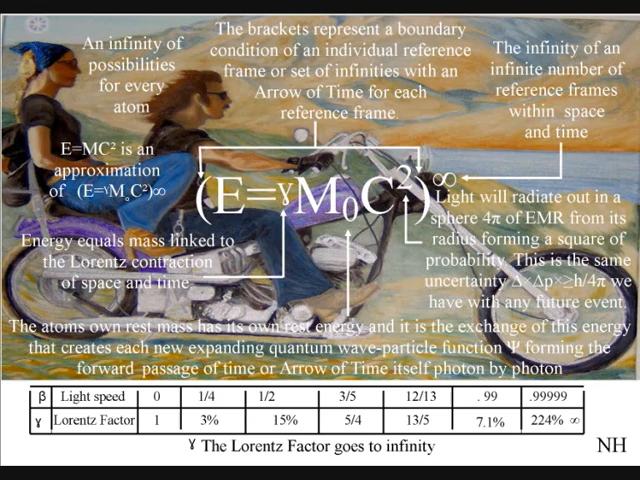 An infinity of
possibilities
for every
atom
The brackets represent a boundary
condition of an individual reference
frame or set of infinities with an
Arrow of Time for each
reference frame.
The infinity of an
infinite number of
reference frames
within space
and time
E=MC² is an
approximation
of (E=ɤM₀C²)∞
(E=ɤM₀C²)∞
Energy equals mass linked to
the Lorentz contraction
of space and time
Light will radiate out in a
sphere 4π of EMR from its
radius forming a square of
probability. This is the same
uncertainty Δ×Δp×≥h/4π we
have with any future event.
The atoms own rest mass has its own rest energy and it is the exchange of this energy
that creates each new expanding quantum wave-particle function Ψ forming the
forward passage of time or Arrow of Time itself photon by photon
β Light speed 0 1/4 1/2 3/5 12/13 . 99 .99999
ɤ Lorentz Factor 1 3% 15% 5/4 13/5 7.1% 224% ∞
ɤ The Lorentz Factor goes to infinity
NH